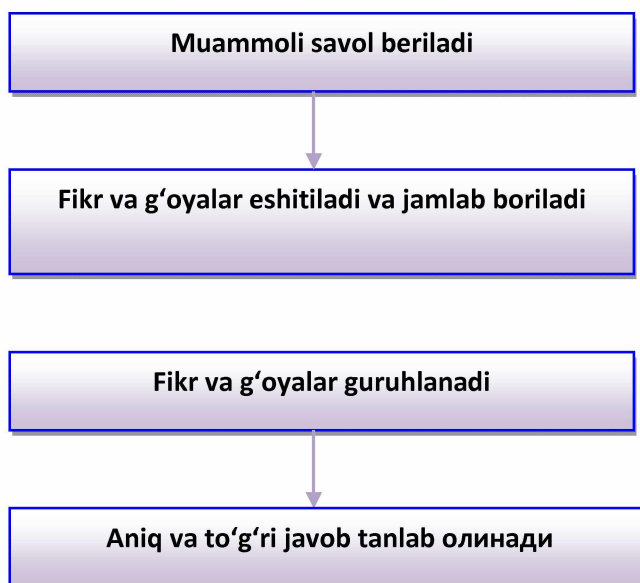 Muammoli savol beriladi
Fikr va g‘oyalar eshitiladi va jamlab boriladi
Fikr va g‘oyalar guruhlanadi
Aniq va to‘g‘ri javob tanlab олинади